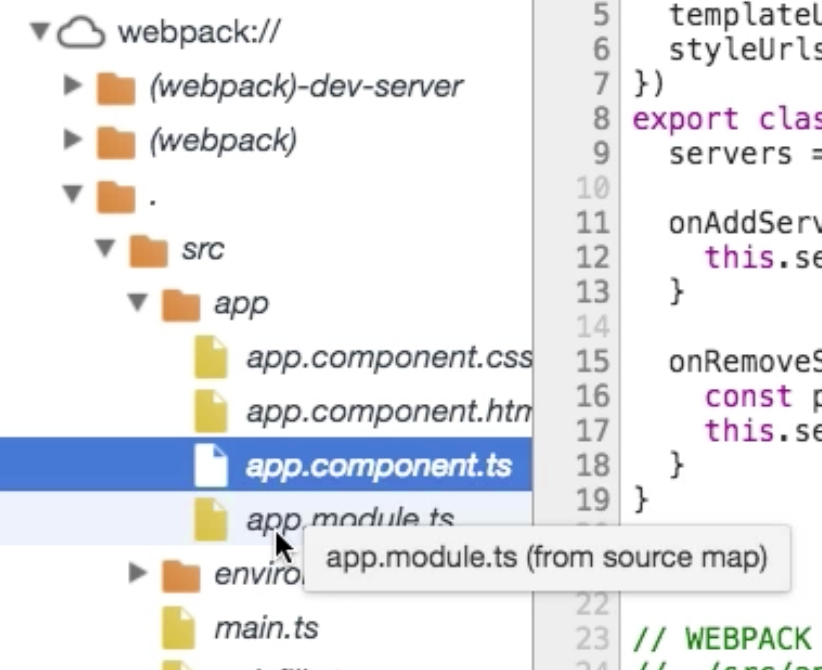 webpack://
(webpack)-dev-server
(webpack)
.
src
app
app.component.css
app.component.htm
app.component.ts
app.module.ts
app.module.ts (from source map)
main.ts
5 templateU
6 styleUrls
7 })
8 export clas
9 servers =
10
11 onAddServ
12 this.se
13 }
14
15 onRemoveS
16 const p
17 this.se
18 }
19 }
22
23 // WEBPACK